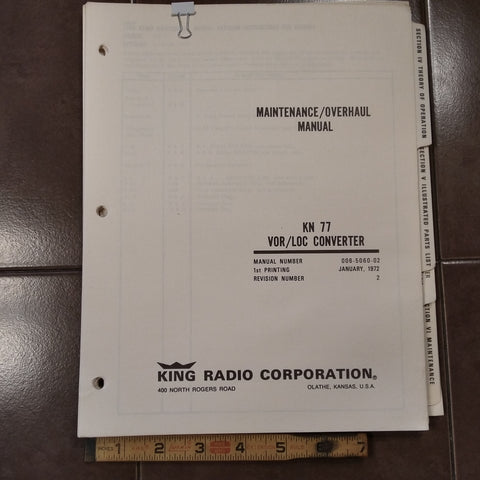 MAINTENANCE/OVERHAUL
MANUAL
KN 77
VOR/LOC CONVERTER
MANUAL NUMBER 006-5060-02
1st PRINTING JANUARY, 1972
REVISION NUMBER 2
KING RADIO CORPORATION®
400 NORTH ROGERS ROAD OLATHE, KANSAS, U.S.A.
SECTION IV THEORY OF OPERATION
SECTION V ILLUSTRATED PARTS LIST
TION VI MAINTENANCE
INCHES 1 2 3 4 5 6 7